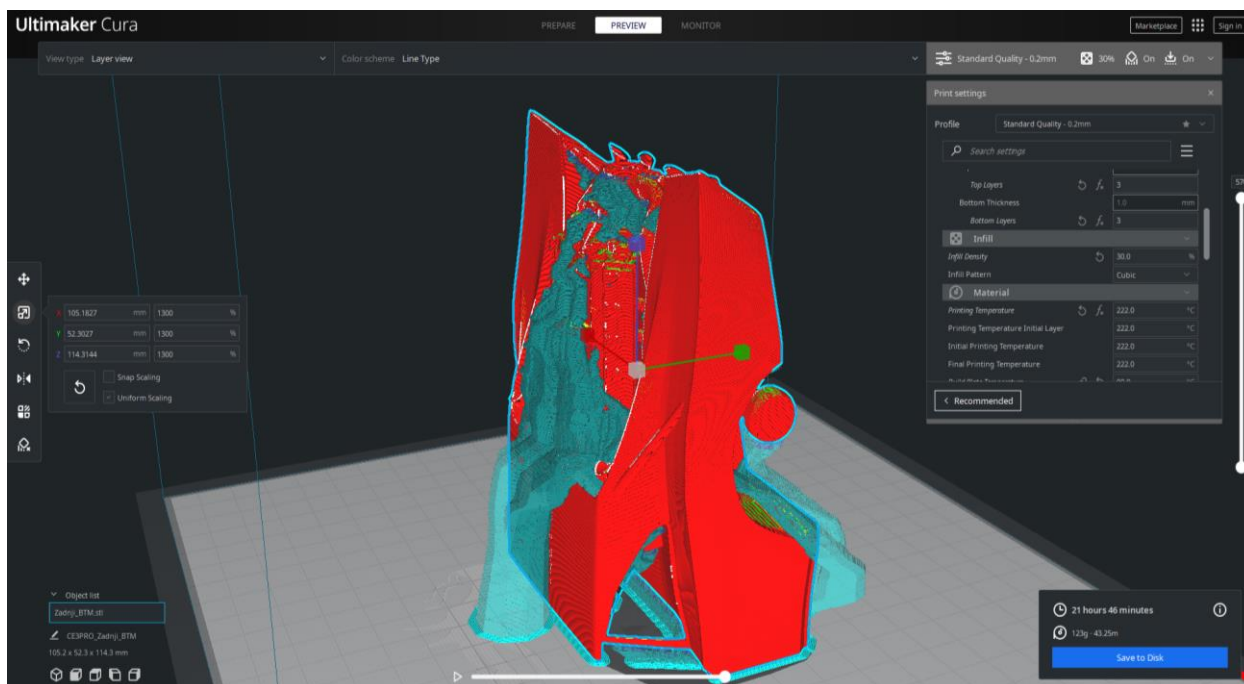 Ultimaker Cura
PREPARE PREVIEW MONITOR
Marketplace Sign in
View type Layer view
Color scheme Line Type
Standard Quality - 0.2mm 30% On On
Print settings ×
Profile Standard Quality - 0.2mm
Search settings
Top Layers 3
Bottom Thickness 1.0 mm
Bottom Layers 3
Infill
Infill Density 30.0 %
Infill Pattern Cubic
Material
Printing Temperature 222.0 °C
Printing Temperature Initial Layer 222.0 °C
Initial Printing Temperature 222.0 °C
Final Printing Temperature 222.0 °C
< Recommended
X 105.1827 mm 1300 %
Y 52.3027 mm 1300 %
Z 114.3144 mm 1300 %
Snap Scaling
Uniform Scaling
Object list
Zadnji_BTM.stl
CE3PRO_Zadnji_BTM
105.2 x 52.3 x 114.3 mm
21 hours 46 minutes
123g · 43.25m
Save to Disk